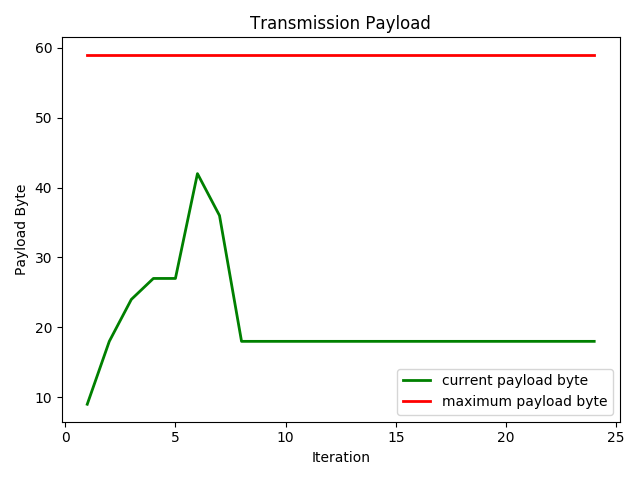 Transmission Payload
60
50
40
30
20
10
Payload Byte
current payload byte
maximum payload byte
0 5 10 15 20 25
Iteration